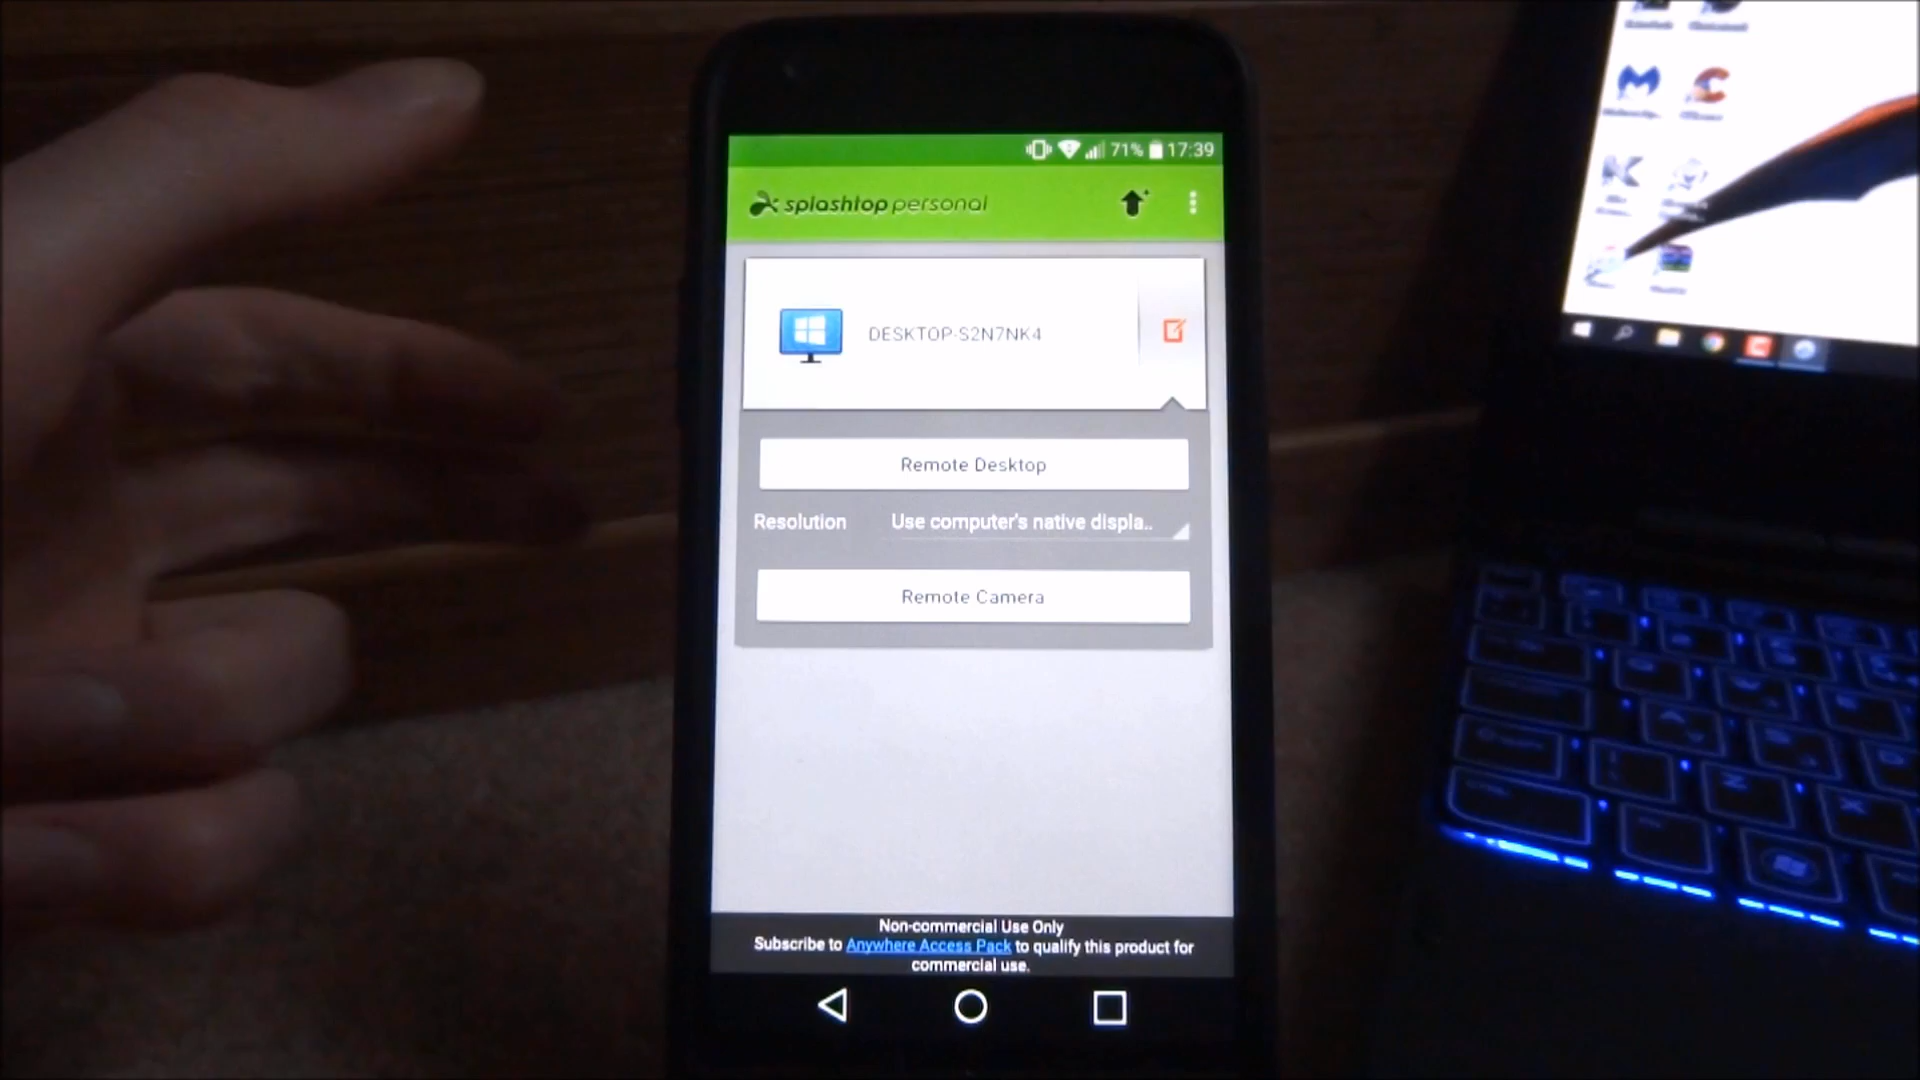 71% 17:39
splashtop personal
DESKTOP-S2N7NK4
Remote Desktop
Resolution Use computer's native displa..
Remote Camera
Non-commercial Use Only
Subscribe to Anywhere Access Pack to qualify this product for
commercial use.
Z
X